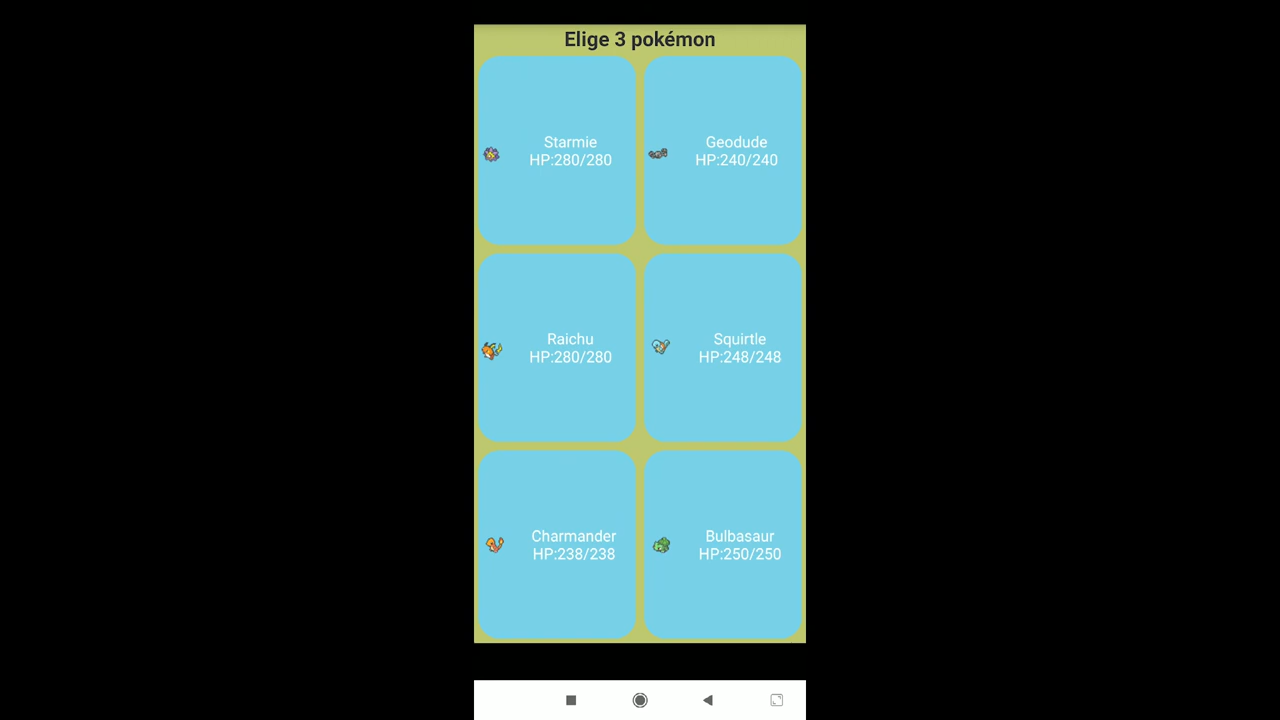 Elige 3 pokémon
Starmie
HP:280/280
Geodude
HP:240/240
Raichu
HP:280/280
Squirtle
HP:248/248
Charmander
HP:238/238
Bulbasaur
HP:250/250